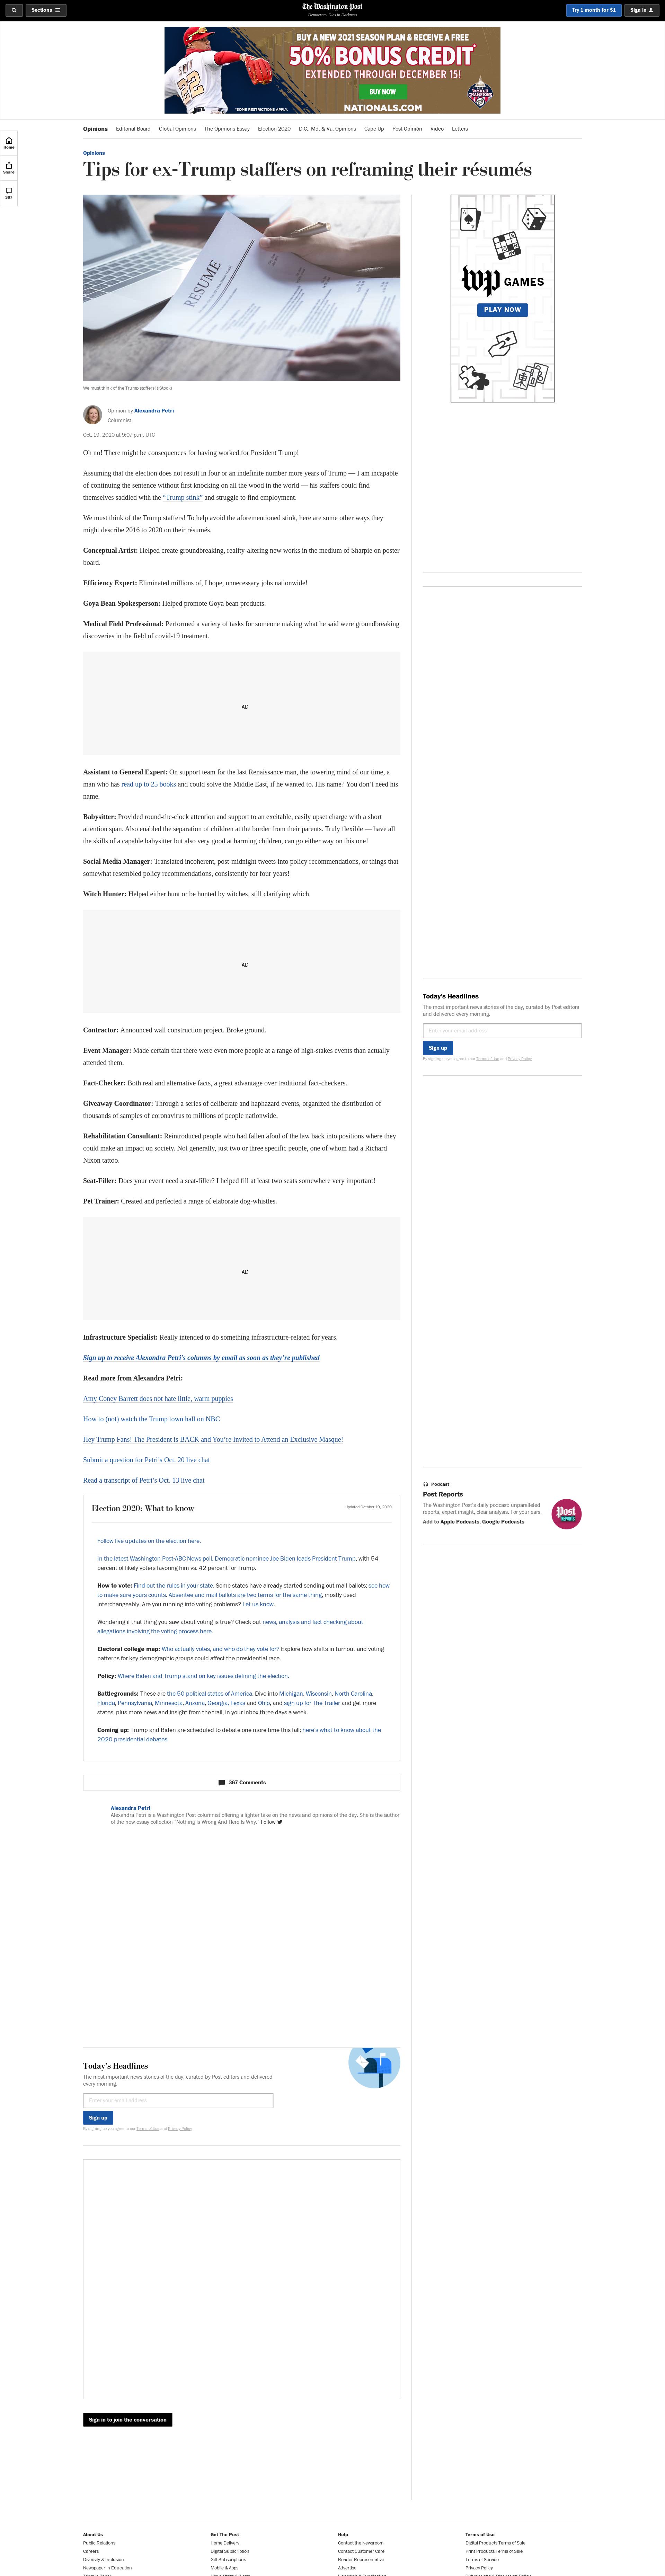 Sections
The Washington Post
Democracy Dies in Darkness
Try 1 month for $1
Sign in
BUY A NEW 2021 SEASON PLAN & RECEIVE A FREE
50% BONUS CREDIT*
EXTENDED THROUGH DECEMBER 15!
BUY NOW
NATIONALS.COM
*SOME RESTRICTIONS APPLY.
WORLD CHAMPIONS
Home
Share
367
Opinions
Editorial Board
Global Opinions
The Opinions Essay
Election 2020
D.C., Md. & Va. Opinions
Cape Up
Post Opinión
Video
Letters
Opinions
Tips for ex-Trump staffers on reframing their résumés
RESUME
We must think of the Trump staffers! (iStock)
Opinion by Alexandra Petri
Columnist
Oct. 19, 2020 at 9:07 p.m. UTC
Oh no! There might be consequences for having worked for President Trump!
Assuming that the election does not result in four or an indefinite number more years of Trump — I am incapable
of continuing the sentence without first knocking on all the wood in the world — his staffers could find
themselves saddled with the "Trump stink" and struggle to find employment.
We must think of the Trump staffers! To help avoid the aforementioned stink, here are some other ways they
might describe 2016 to 2020 on their résumés.
Conceptual Artist: Helped create groundbreaking, reality-altering new works in the medium of Sharpie on poster
board.
Efficiency Expert: Eliminated millions of, I hope, unnecessary jobs nationwide!
Goya Bean Spokesperson: Helped promote Goya bean products.
Medical Field Professional: Performed a variety of tasks for someone making what he said were groundbreaking
discoveries in the field of covid-19 treatment.
AD
Assistant to General Expert: On support team for the last Renaissance man, the towering mind of our time, a
man who has read up to 25 books and could solve the Middle East, if he wanted to. His name? You don't need his
name.
Babysitter: Provided round-the-clock attention and support to an excitable, easily upset charge with a short
attention span. Also enabled the separation of children at the border from their parents. Truly flexible — have all
the skills of a capable babysitter but also very good at harming children, can go either way on this one!
Social Media Manager: Translated incoherent, post-midnight tweets into policy recommendations, or things that
somewhat resembled policy recommendations, consistently for four years!
Witch Hunter: Helped either hunt or be hunted by witches, still clarifying which.
AD
Contractor: Announced wall construction project. Broke ground.
Event Manager: Made certain that there were even more people at a range of high-stakes events than actually
attended them.
Fact-Checker: Both real and alternative facts, a great advantage over traditional fact-checkers.
Giveaway Coordinator: Through a series of deliberate and haphazard events, organized the distribution of
thousands of samples of coronavirus to millions of people nationwide.
Rehabilitation Consultant: Reintroduced people who had fallen afoul of the law back into positions where they
could make an impact on society. Not generally, just two or three specific people, one of whom had a Richard
Nixon tattoo.
Seat-Filler: Does your event need a seat-filler? I helped fill at least two seats somewhere very important!
Pet Trainer: Created and perfected a range of elaborate dog-whistles.
AD
Infrastructure Specialist: Really intended to do something infrastructure-related for years.
Sign up to receive Alexandra Petri's columns by email as soon as they're published
Read more from Alexandra Petri:
Amy Coney Barrett does not hate little, warm puppies
How to (not) watch the Trump town hall on NBC
Hey Trump Fans! The President is BACK and You're Invited to Attend an Exclusive Masque!
Submit a question for Petri's Oct. 20 live chat
Read a transcript of Petri's Oct. 13 live chat
Election 2020: What to know
Updated October 19, 2020
Follow live updates on the election here.
In the latest Washington Post-ABC News poll, Democratic nominee Joe Biden leads President Trump, with 54
percent of likely voters favoring him vs. 42 percent for Trump.
How to vote: Find out the rules in your state. Some states have already started sending out mail ballots; see how
to make sure yours counts. Absentee and mail ballots are two terms for the same thing, mostly used
interchangeably. Are you running into voting problems? Let us know.
Wondering if that thing you saw about voting is true? Check out news, analysis and fact checking about
allegations involving the voting process here.
Electoral college map: Who actually votes, and who do they vote for? Explore how shifts in turnout and voting
patterns for key demographic groups could affect the presidential race.
Policy: Where Biden and Trump stand on key issues defining the election.
Battlegrounds: These are the 50 political states of America. Dive into Michigan, Wisconsin, North Carolina,
Florida, Pennsylvania, Minnesota, Arizona, Georgia, Texas and Ohio, and sign up for The Trailer and get more
states, plus more news and insight from the trail, in your inbox three days a week.
Coming up: Trump and Biden are scheduled to debate one more time this fall; here's what to know about the
2020 presidential debates.
367 Comments
Alexandra Petri
Alexandra Petri is a Washington Post columnist offering a lighter take on the news and opinions of the day. She is the author
of the new essay collection "Nothing Is Wrong And Here Is Why." Follow
Today's Headlines
The most important news stories of the day, curated by Post editors and delivered
every morning.
Enter your email address
Sign up
By signing up you agree to our Terms of Use and Privacy Policy
Sign in to join the conversation
wp GAMES
PLAY NOW
Today's Headlines
The most important news stories of the day, curated by Post editors
and delivered every morning.
Enter your email address
Sign up
By signing up you agree to our Terms of Use and Privacy Policy
Podcast
Post Reports
The Washington Post's daily podcast: unparalleled
reports, expert insight, clear analysis. For your ears.
Add to Apple Podcasts, Google Podcasts
Post REPORTS
About Us
Public Relations
Careers
Diversity & Inclusion
Newspaper in Education
Get The Post
Home Delivery
Digital Subscription
Gift Subscriptions
Mobile & Apps
Help
Contact the Newsroom
Contact Customer Care
Reader Representative
Advertise
Terms of Use
Digital Products Terms of Sale
Print Products Terms of Sale
Terms of Service
Privacy Policy